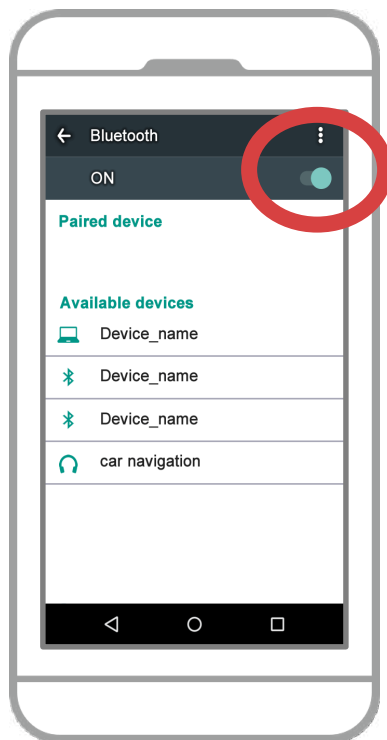 Bluetooth
ON
Paired device
Available devices
Device_name
Device_name
Device_name
car navigation